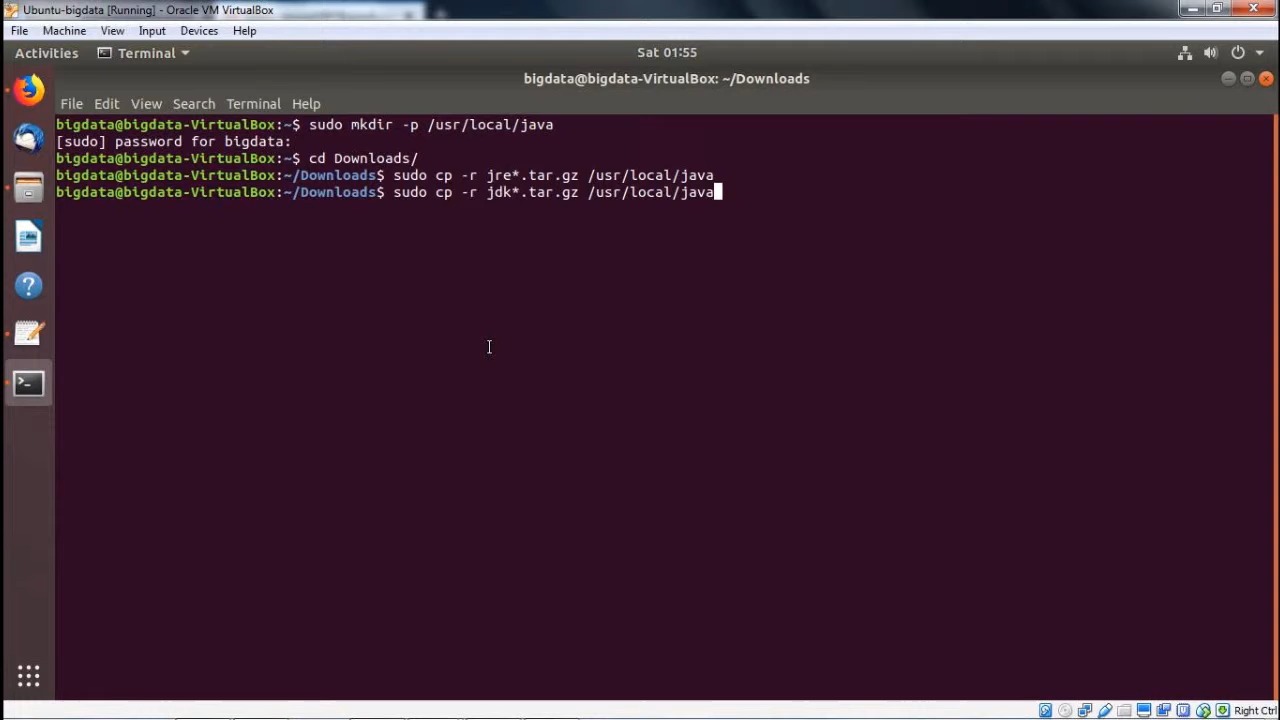 Ubuntu-bigdata [Running] - Oracle VM VirtualBox
File Machine View Input Devices Help
Activities Terminal Sat 01:55
bigdata@bigdata-VirtualBox: ~/Downloads
File Edit View Search Terminal Help
bigdata@bigdata-VirtualBox:~$ sudo mkdir -p /usr/local/java
[sudo] password for bigdata:
bigdata@bigdata-VirtualBox:~$ cd Downloads/
bigdata@bigdata-VirtualBox:~/Downloads$ sudo cp -r jre*.tar.gz /usr/local/java
bigdata@bigdata-VirtualBox:~/Downloads$ sudo cp -r jdk*.tar.gz /usr/local/java
Right Ctrl